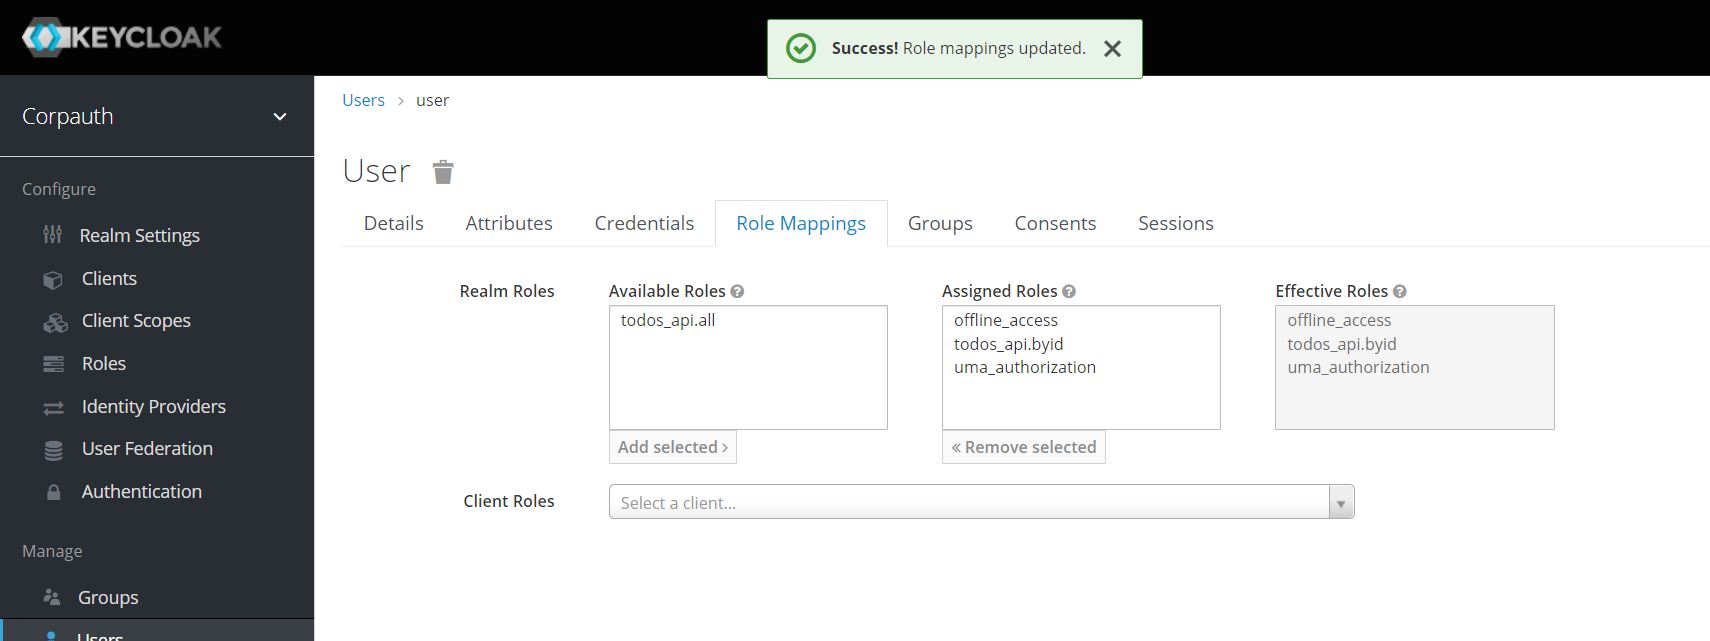 KEYCLOAK
Success! Role mappings updated.
Corpauth
Users > user
User
Configure
Realm Settings
Clients
Client Scopes
Roles
Identity Providers
User Federation
Authentication
Manage
Groups
Users
Details Attributes Credentials Role Mappings Groups Consents Sessions
Realm Roles
Available Roles
todos_api.all
Add selected >
Assigned Roles
offline_access
todos_api.byid
uma_authorization
« Remove selected
Effective Roles
offline_access
todos_api.byid
uma_authorization
Client Roles
Select a client...